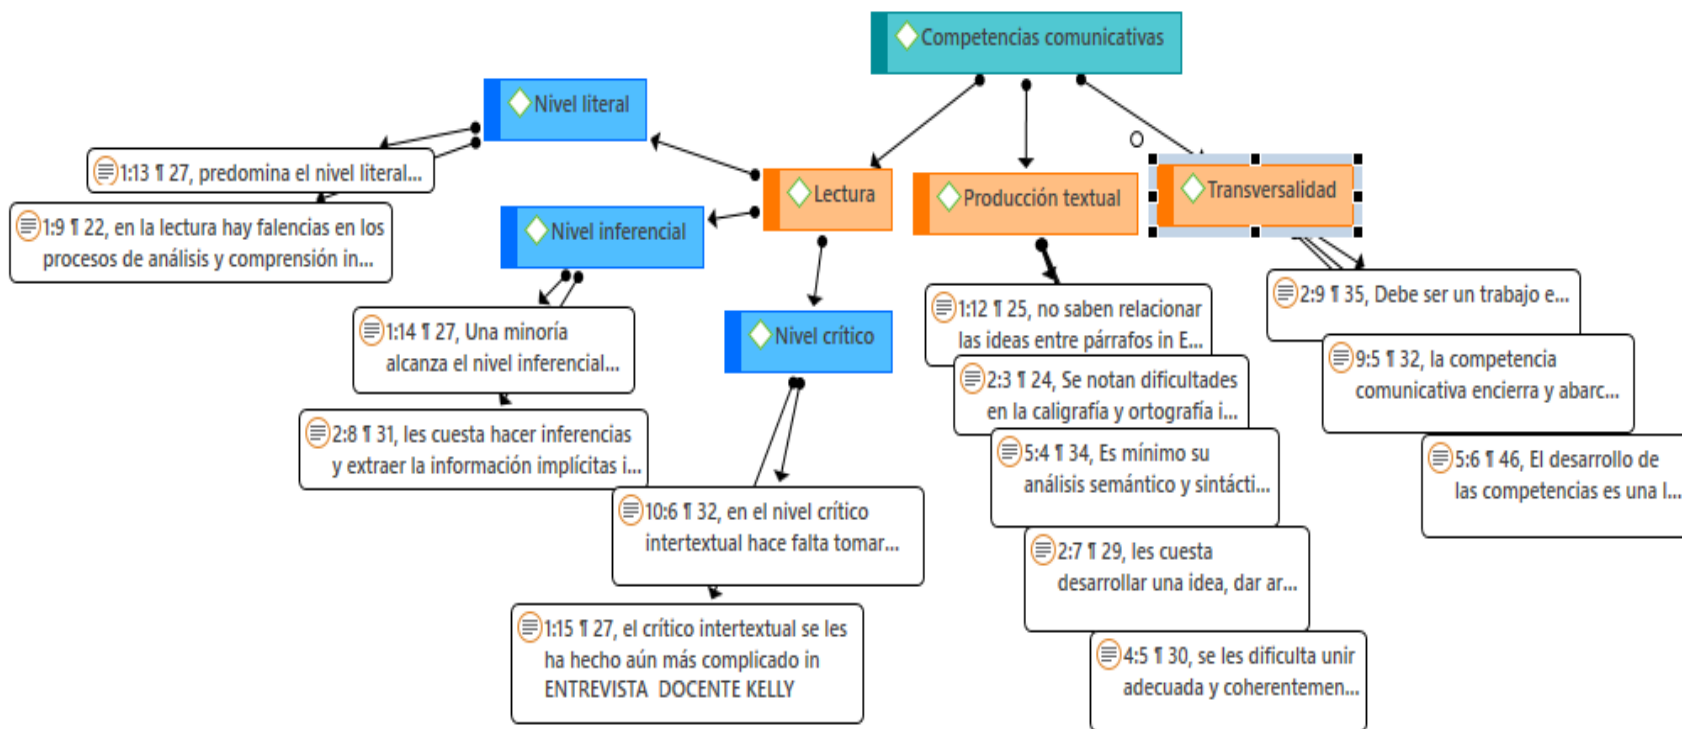 Competencias comunicativas
Nivel literal
1:13 ¶ 27, predomina el nivel literal...
1:9 ¶ 22, en la lectura hay falencias en los
procesos de análisis y comprensión in...
Lectura
Producción textual
Transversalidad
Nivel inferencial
1:14 ¶ 27, Una minoría
alcanza el nivel inferencial...
2:8 ¶ 31, les cuesta hacer inferencias
y extraer la información implícitas i...
Nivel crítico
10:6 ¶ 32, en el nivel crítico
intertextual hace falta tomar...
1:15 ¶ 27, el crítico intertextual se les
ha hecho aún más complicado in
ENTREVISTA DOCENTE KELLY
1:12 ¶ 25, no saben relacionar
las ideas entre párrafos in E...
2:3 ¶ 24, Se notan dificultades
en la caligrafía y ortografía i...
5:4 ¶ 34, Es mínimo su
análisis semántico y sintácti...
2:7 ¶ 29, les cuesta
desarrollar una idea, dar ar...
4:5 ¶ 30, se les dificulta unir
adecuada y coherentemen...
2:9 ¶ 35, Debe ser un trabajo e...
9:5 ¶ 32, la competencia
comunicativa encierra y abarc...
5:6 ¶ 46, El desarrollo de
las competencias es una l...